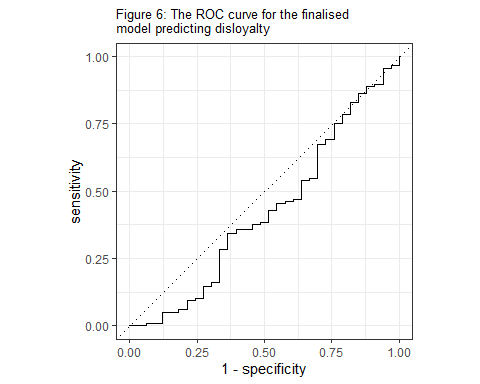 Figure 6: The ROC curve for the finalised
model predicting disloyalty
1.00
0.75
0.50
0.25
0.00
sensitivity
0.00 0.25 0.50 0.75 1.00
1 - specificity